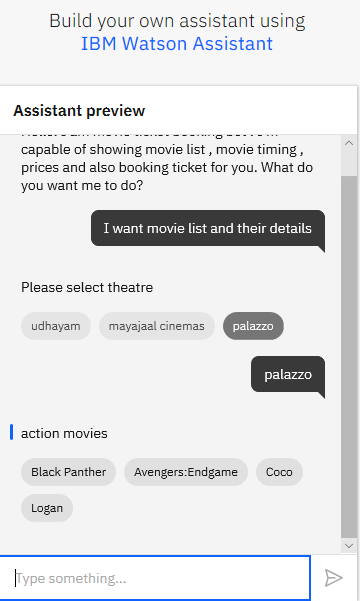 Build your own assistant using
IBM Watson Assistant
Assistant preview
capable of showing movie list , movie timing ,
prices and also booking ticket for you. What do
you want me to do?
I want movie list and their details
Please select theatre
udhayam mayajaal cinemas palazzo
palazzo
action movies
Black Panther Avengers:Endgame Coco
Logan
Type something...